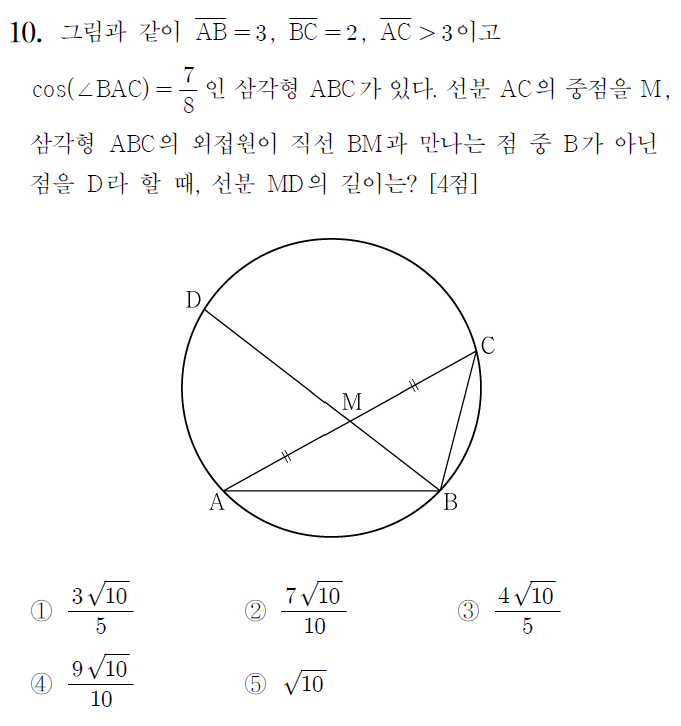 10. 그림과 같이 $\overline{AB}=3$, $\overline{BC}=2$, $\overline{AC}>3$이고
$\cos(\angle BAC)=\frac{7}{8}$인 삼각형 ABC가 있다. 선분 AC의 중점을 M,
삼각형 ABC의 외접원이 직선 BM과 만나는 점 중 B가 아닌
점을 D라 할 때, 선분 MD의 길이는? [4점]
D
C
M
A
B
① $\frac{3\sqrt{10}}{5}$ ② $\frac{7\sqrt{10}}{10}$ ③ $\frac{4\sqrt{10}}{5}$
④ $\frac{9\sqrt{10}}{10}$ ⑤ $\sqrt{10}$